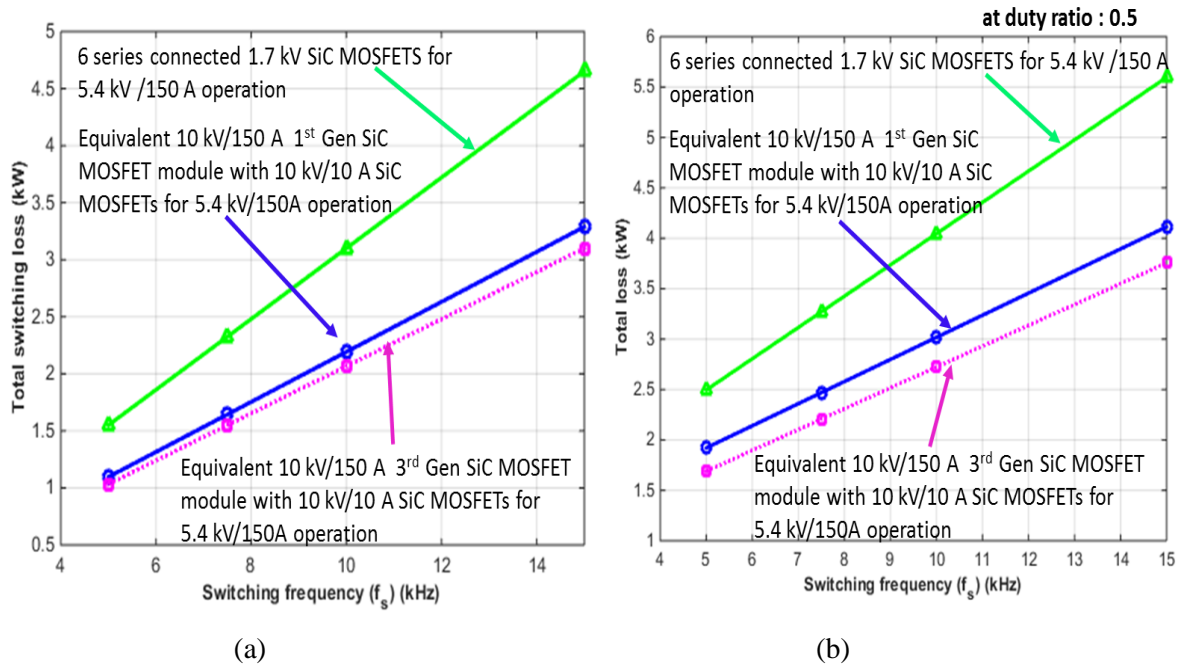 at duty ratio : 0.5
5
4.5
4
3.5
3
2.5
2
1.5
1
0.5
Total switching loss (kW)
6 series connected 1.7 kV SiC MOSFETS for
5.4 kV /150 A operation
Equivalent 10 kV/150 A 1st Gen SiC
MOSFET module with 10 kV/10 A SiC
MOSFETs for 5.4 kV/150A operation
Equivalent 10 kV/150 A 3rd Gen SiC MOSFET
module with 10 kV/10 A SiC MOSFETs for
5.4 kV/150A operation
4 6 8 10 12 14
Switching frequency (fs) (kHz)
(a)
6
5.5
5
4.5
4
3.5
3
2.5
2
1.5
1
Total loss (kW)
6 series connected 1.7 kV SiC MOSFETS for 5.4 kV /150 A
operation
Equivalent 10 kV/150 A 1st Gen SiC
MOSFET module with 10 kV/10 A SiC
MOSFETs for 5.4 kV/150A operation
Equivalent 10 kV/150 A 3rd Gen SiC MOSFET
module with 10 kV/10 A SiC MOSFETs for
5.4 kV/150A operation
4 5 6 7 8 9 10 11 12 13 14 15
Switching frequency (fs) (kHz)
(b)